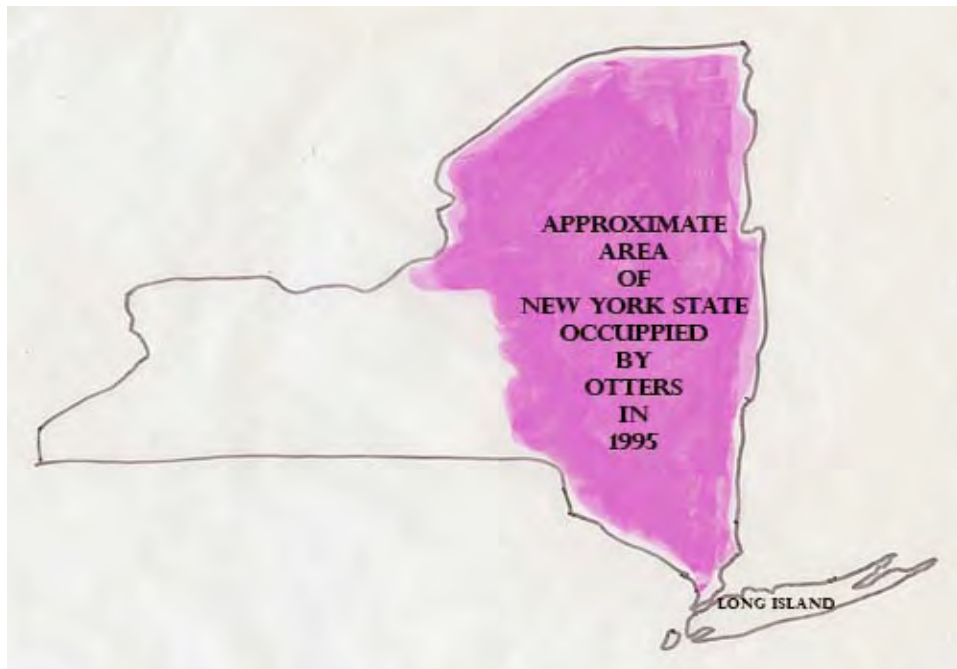 APPROXIMATE
AREA
OF
NEW YORK STATE
OCCUPPIED
BY
OTTERS
IN
1995
LONG ISLAND